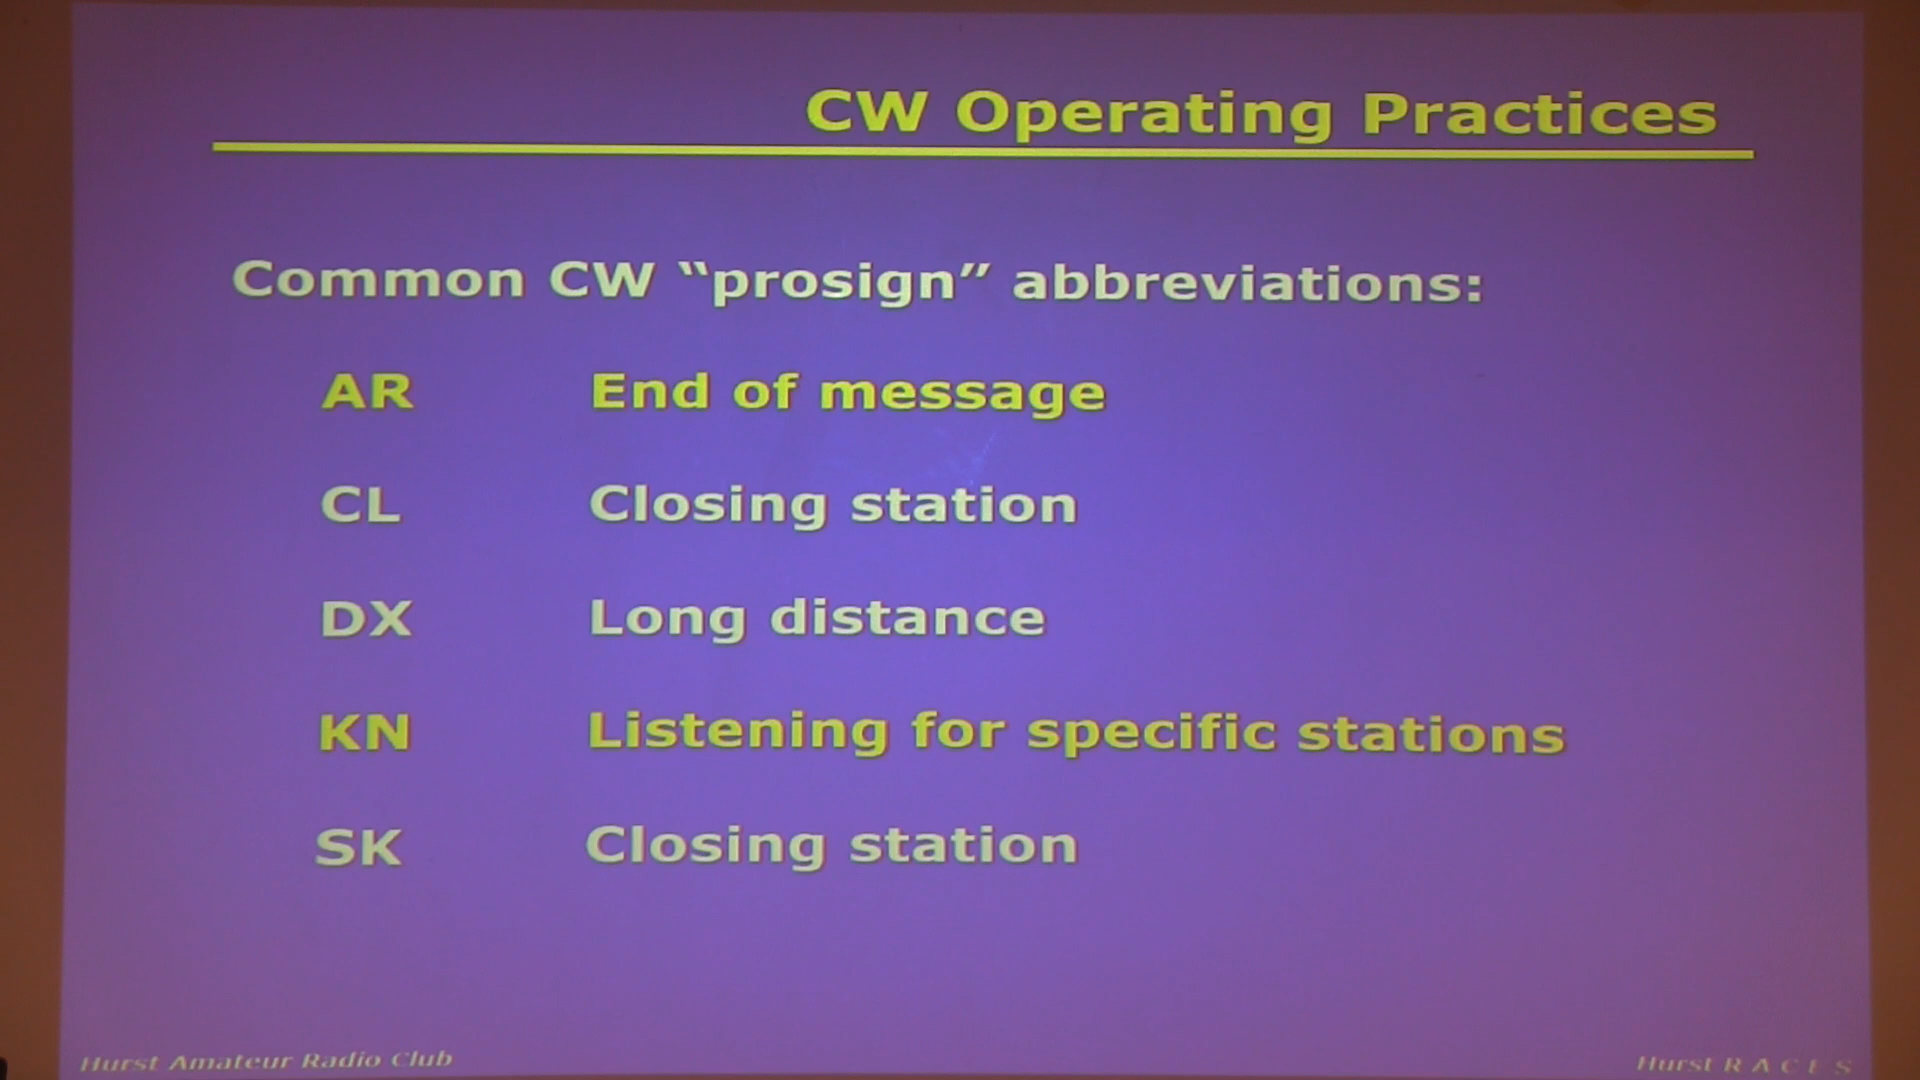 CW Operating Practices
Common CW “prosign” abbreviations:
AR End of message
CL Closing station
DX Long distance
KN Listening for specific stations
SK Closing station
Hurst Amateur Radio Club
Hurst R A C E S